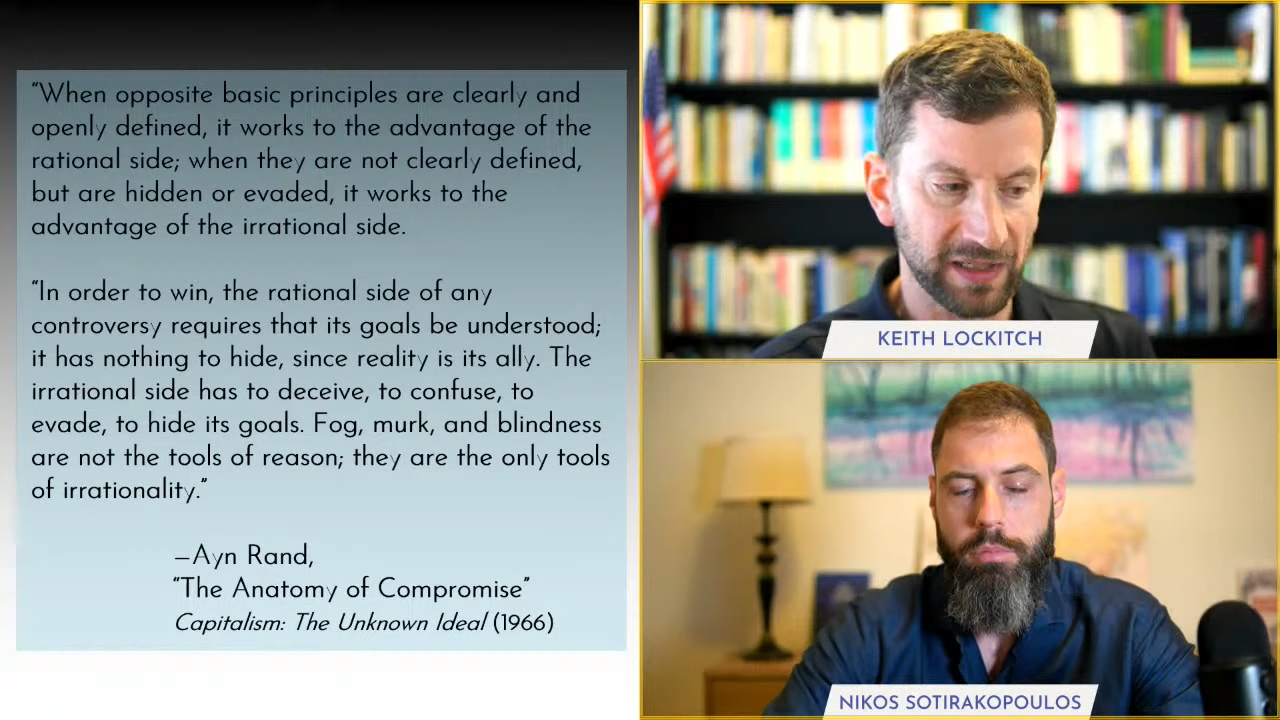 “When opposite basic principles are clearly and
openly defined, it works to the advantage of the
rational side; when they are not clearly defined,
but are hidden or evaded, it works to the
advantage of the irrational side.
“In order to win, the rational side of any
controversy requires that its goals be understood;
it has nothing to hide, since reality is its ally. The
irrational side has to deceive, to confuse, to
evade, to hide its goals. Fog, murk, and blindness
are not the tools of reason; they are the only tools
of irrationality.”
—Ayn Rand,
“The Anatomy of Compromise”
Capitalism: The Unknown Ideal (1966)
KEITH LOCKITCH
NIKOS SOTIRAKOPOULOS